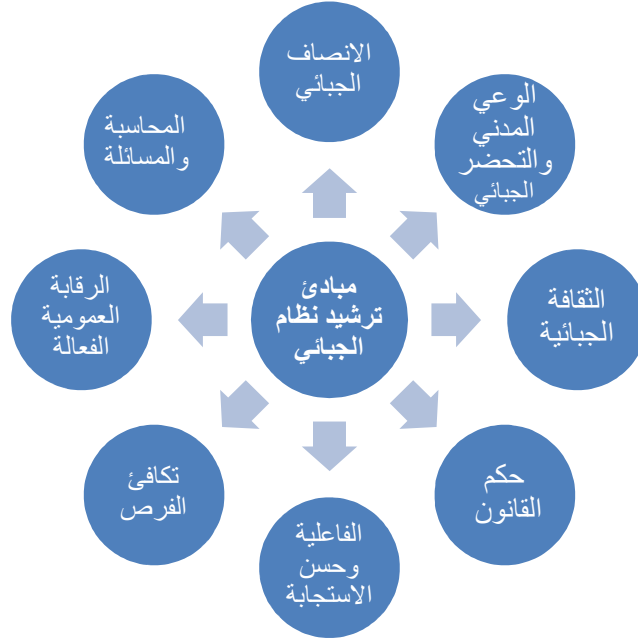 الانصاف
الجبائي
الوعي
المدني
والتحضر
الجبائي
الثقافة
الجبائية
حكم
القانون
الفاعلية
وحسن
الاستجابة
تكافئ
الفرص
الرقابة
العمومية
الفعالة
المحاسبة
والمسائلة
مبادئ
ترشيد نظام
الجبائي